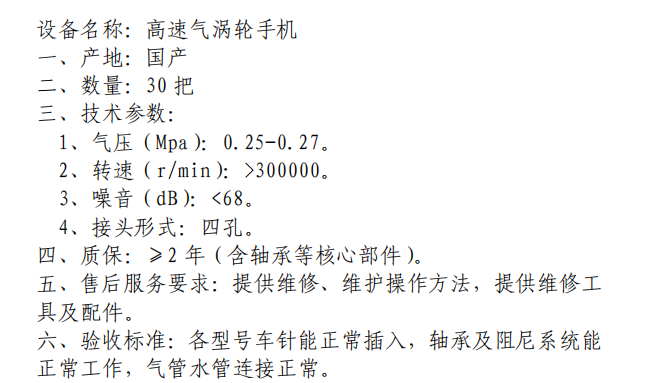 设备名称：高速气涡轮手机
一、产地：国产
二、数量：30 把
三、技术参数：
1、气压（Mpa）：0.25-0.27。
2、转速（r/min）：>300000。
3、噪音（dB）：<68。
4、接头形式：四孔。
四、质保：≥2 年（含轴承等核心部件）。
五、售后服务要求：提供维修、维护操作方法，提供维修工
具及配件。
六、验收标准：各型号车针能正常插入，轴承及阻尼系统能
正常工作，气管水管连接正常。